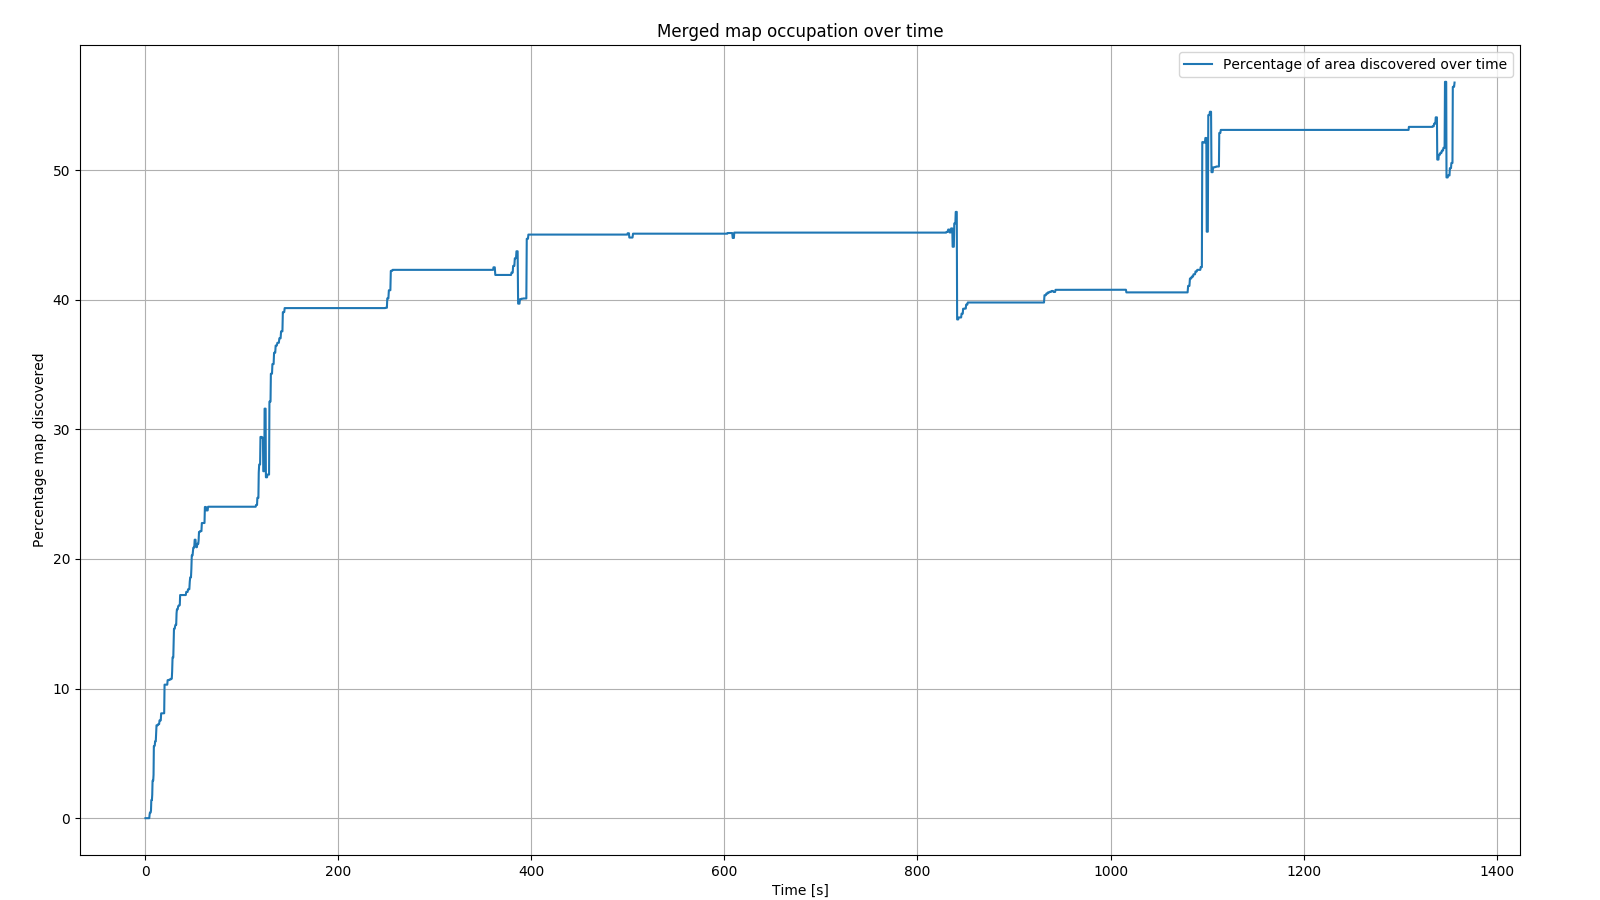 Merged map occupation over time
Percentage of area discovered over time
Percentage map discovered
50
40
30
20
10
0
0 200 400 600 800 1000 1200 1400
Time [s]